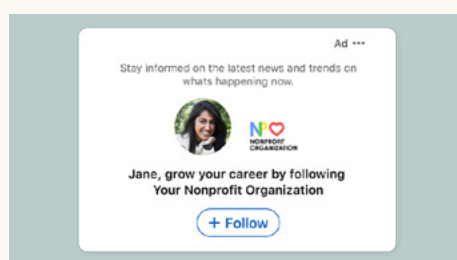 Ad ···
Stay informed on the latest news and trends on
whats happening now.
NP
NONPROFIT
ORGANIZATION
Jane, grow your career by following
Your Nonprofit Organization
+ Follow